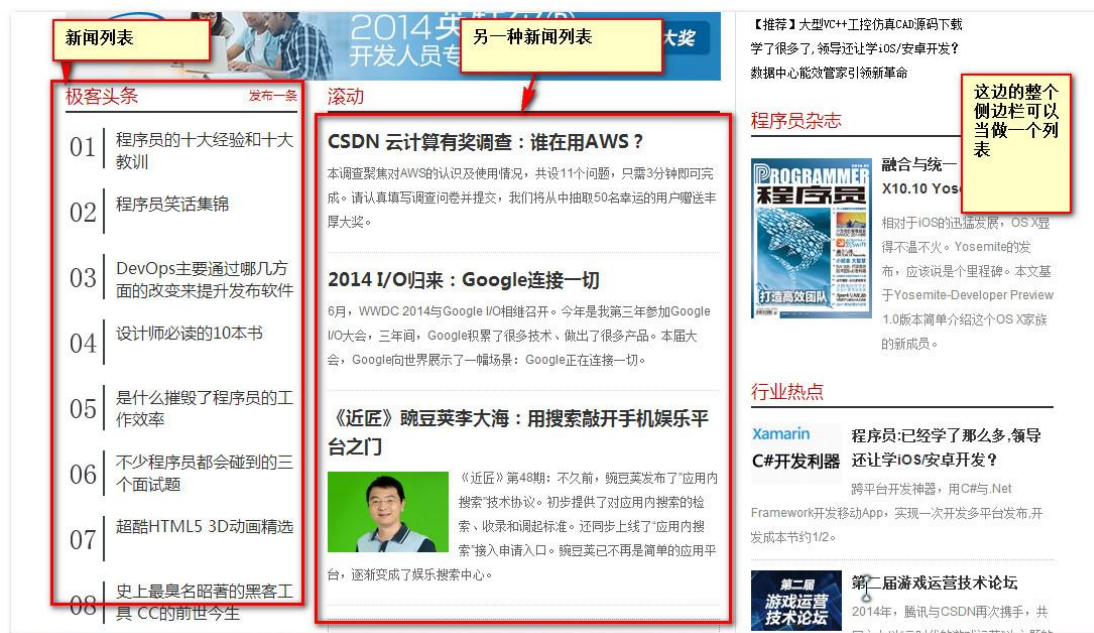 新闻列表
2014英
开发人员专
大奖
另一种新闻列表
极客头条
发布一条
01
程序员的十大经验和十大
教训
02
程序员笑话集锦
03
DevOps主要通过哪几方
面的改变来提升发布软件
04
设计师必读的10本书
05
是什么摧毁了程序员的工
作效率
06
不少程序员都会碰到的三
个面试题
07
超酷HTML5 3D动画精选
08
史上最臭名昭著的黑客工
具 CC的前世今生
滚动
CSDN 云计算有奖调查：谁在用AWS？
本调查聚焦对AWS的认识及使用情况，共设11个问题，只需3分钟即可完
成。请认真填写调查问卷并提交，我们将从中抽取50名幸运的用户赠送丰
厚大奖。
2014 I/O归来：Google连接一切
6月，WWDC 2014与Google I/O相继召开。今年是我第三年参加Google
I/O大会，三年间，Google积累了很多技术、做出了很多产品。本届大
会，Google向世界展示了一幅场景：Google正在连接一切。
《近匠》豌豆荚李大海：用搜索敲开手机娱乐平
台之门
《近匠》第48期：不久前，豌豆荚发布了“应用内
搜索”技术协议。初步提供了对应用内搜索的检
索、收录和调起标准。还同步上线了“应用内搜
索”接入申请入口。豌豆荚已不再是简单的应用平
台，逐渐变成了娱乐搜索中心。
【推荐】大型VC++工控仿真CAD源码下载
学了很多了,领导还让学iOS/安卓开发?
数据中心能效管家引领新革命
这边的整个
侧边栏可以
当做一个列
表
程序员杂志
PROGRAMMER
程序员
打造高效团队
融合与统一
X10.10 Yos
相对于iOS的迅猛发展，OS X显
得不温不火。Yosemite的发
布，应该说是个里程碑。本文基
于Yosemite-Developer Preview
1.0版本简单介绍这个OS X家族
的新成员。
行业热点
Xamarin
C#开发利器
程序员:已经学了那么多,领导
还让学iOS/安卓开发？
跨平台开发神器，用C#与.Net
Framework开发移动App，实现一次开发多平台发布,开
发成本节约1/2。
第二届
游戏运营
技术论坛
第二届游戏运营技术论坛
2014年，腾讯与CSDN再次携手，共